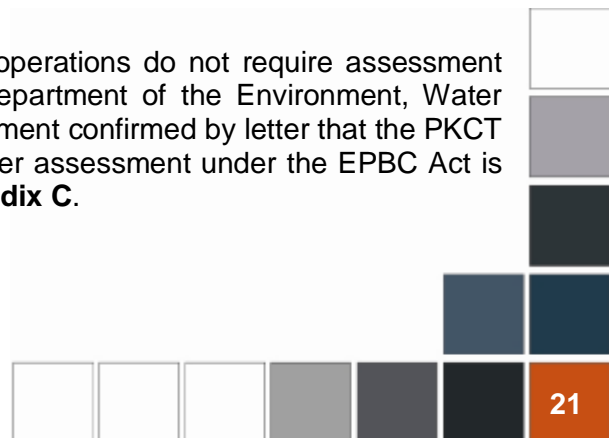 operations do not require assessment
epartment of the Environment, Water
ment confirmed by letter that the PKCT
er assessment under the EPBC Act is
dix C.
21